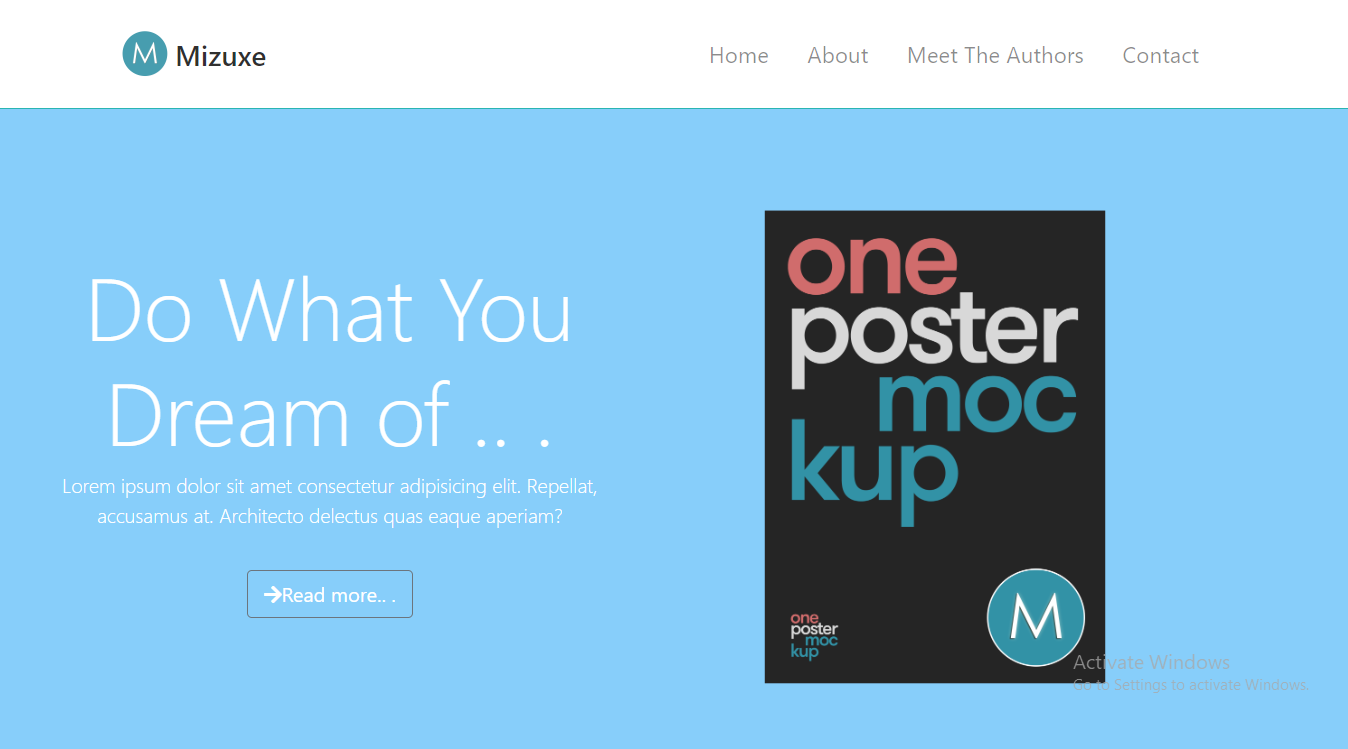 M Mizuxe
Home About Meet The Authors Contact
Do What You
Dream of .. .
Lorem ipsum dolor sit amet consectetur adipisicing elit. Repellat,
accusamus at. Architecto delectus quas eaque aperiam?
Read more.. .
one
poster
moc
kup
one
poster
moc
kup
M
Activate Windows
Go to Settings to activate Windows.